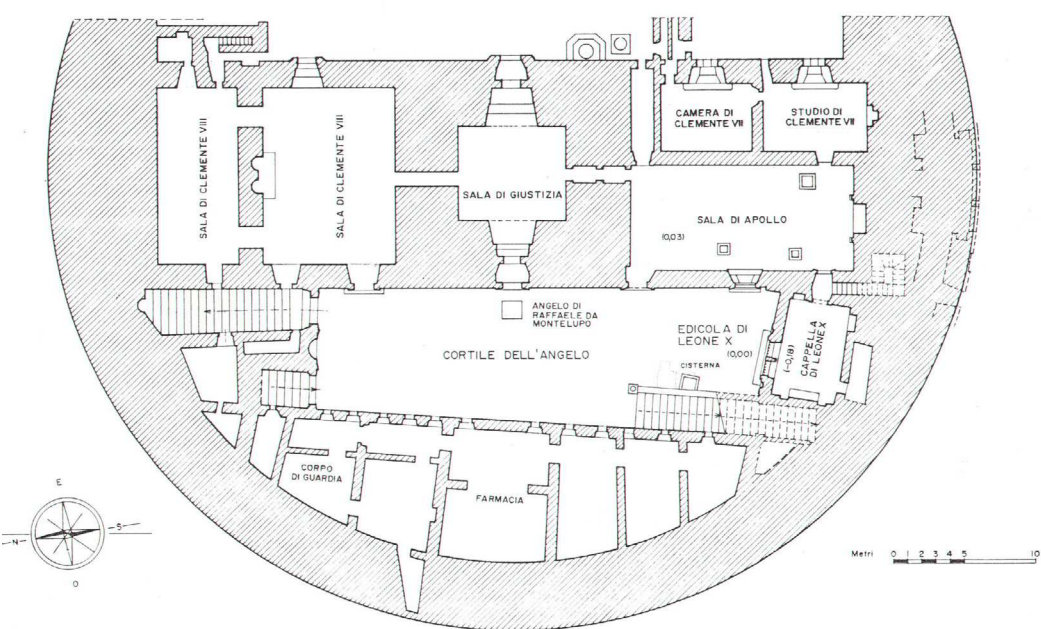 SALA DI CLEMENTE VIII
SALA DI CLEMENTE VIII
SALA DI GIUSTIZIA
CAMERA DI
CLEMENTE VII
STUDIO DI
CLEMENTE VII
SALA DI APOLLO
(0,03)
ANGELO DI
RAFFAELE DA
MONTELUPO
CORTILE DELL'ANGELO
EDICOLA DI
LEONE X
(0,00)
CISTERNA
(-0,18)
CAPPELLA
DI LEONE X
CORPO
DI GUARDIA
FARMACIA
E
S
N
O
Metri 0 1 2 3 4 5 10